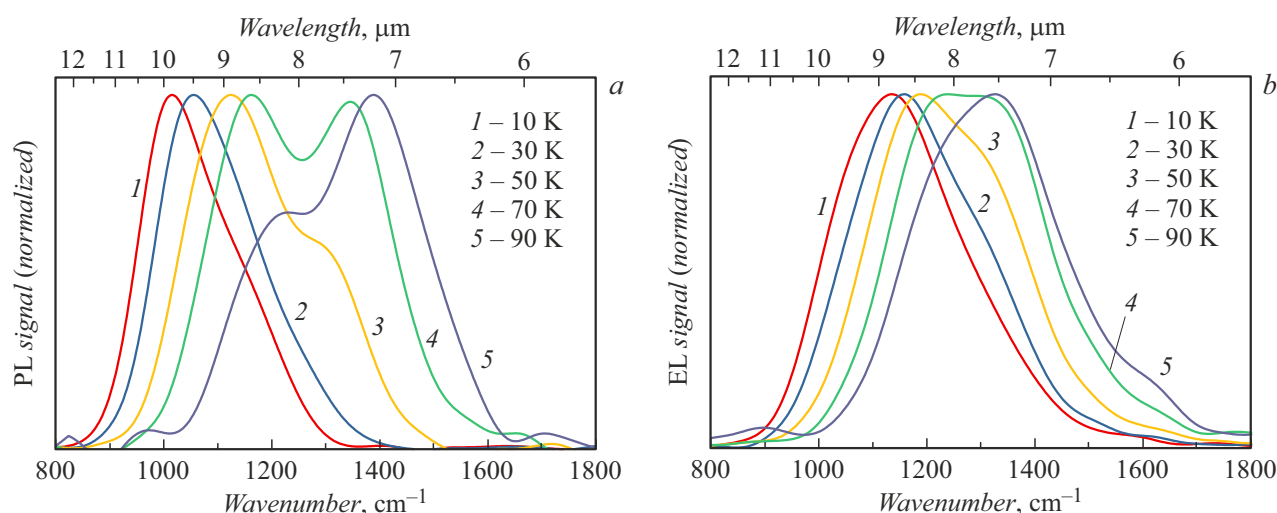 Wavelength, μm
12 11 10 9 8 7 6
a
PL signal (normalized)
1 – 10 K
2 – 30 K
3 – 50 K
4 – 70 K
5 – 90 K
1
2
3
4
5
800 1000 1200 1400 1600 1800
Wavenumber, cm⁻¹
Wavelength, μm
12 11 10 9 8 7 6
b
EL signal (normalized)
1 – 10 K
2 – 30 K
3 – 50 K
4 – 70 K
5 – 90 K
3
1
2
4
5
800 1000 1200 1400 1600 1800
Wavenumber, cm⁻¹